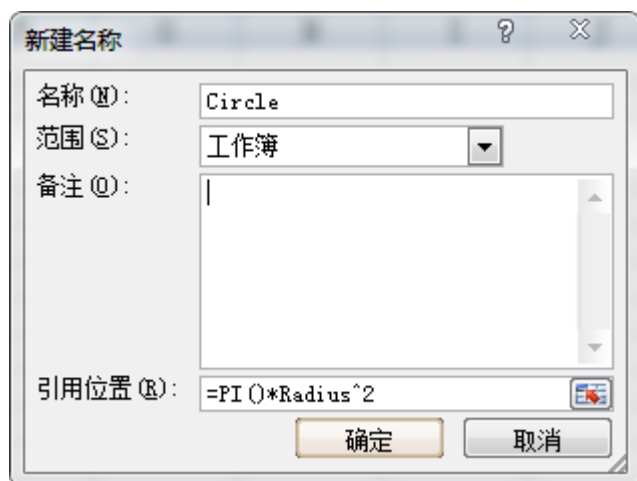 新建名称
名称(N): Circle
范围(S): 工作簿
备注(O):
引用位置(R): =PI()*Radius^2
确定 取消